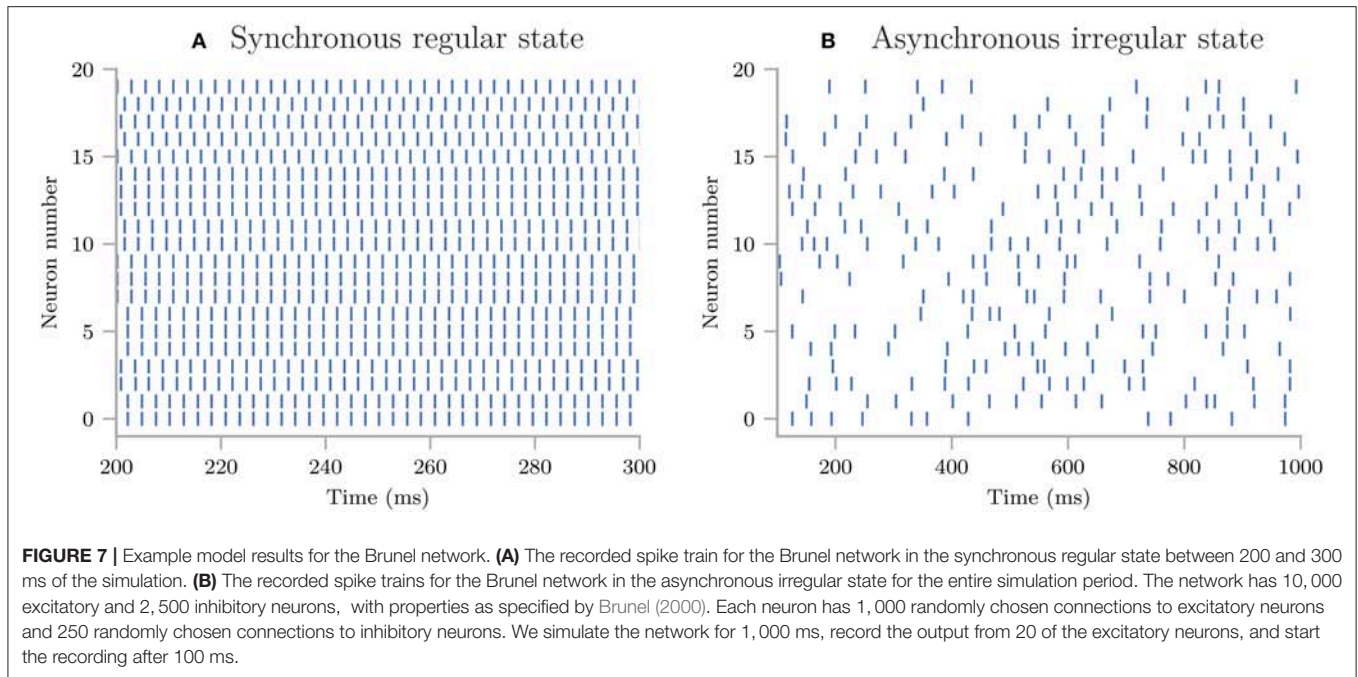 A Synchronous regular state
20
15
10
5
0
Neuron number
200 220 240 260 280 300
Time (ms)
B Asynchronous irregular state
20
15
10
5
0
Neuron number
200 400 600 800 1000
Time (ms)
FIGURE 7 | Example model results for the Brunel network. (A) The recorded spike train for the Brunel network in the synchronous regular state between 200 and 300
ms of the simulation. (B) The recorded spike trains for the Brunel network in the asynchronous irregular state for the entire simulation period. The network has 10, 000
excitatory and 2, 500 inhibitory neurons, with properties as specified by Brunel (2000). Each neuron has 1, 000 randomly chosen connections to excitatory neurons
and 250 randomly chosen connections to inhibitory neurons. We simulate the network for 1, 000 ms, record the output from 20 of the excitatory neurons, and start
the recording after 100 ms.